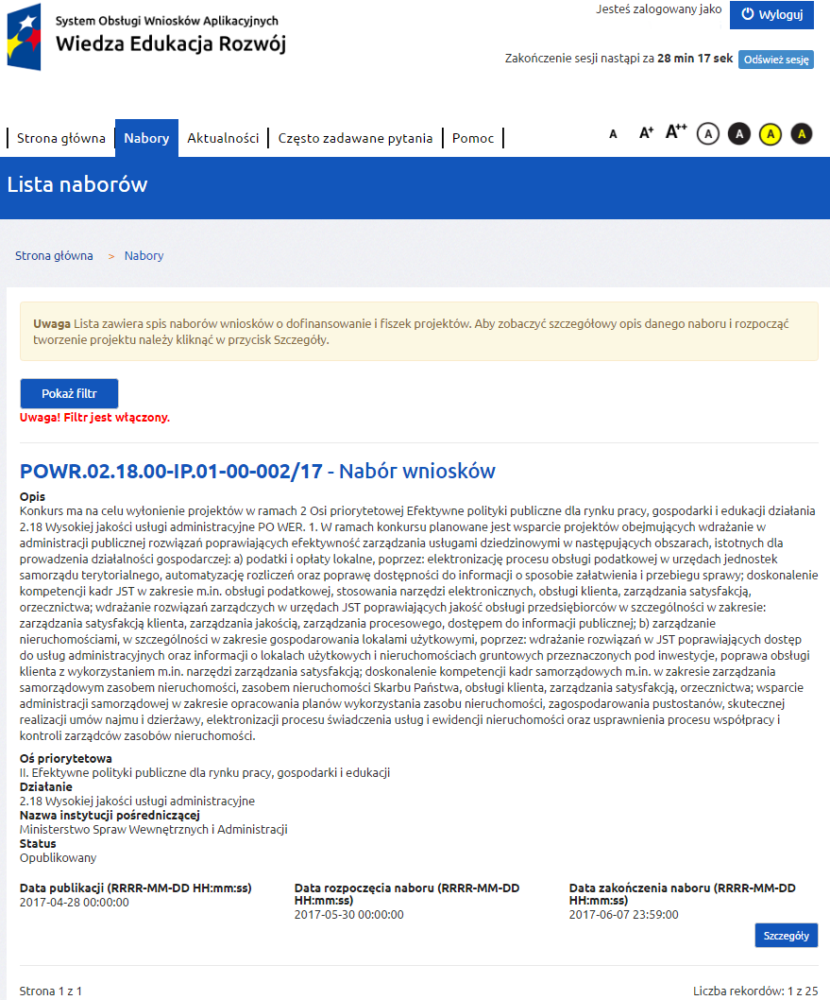 System Obsługi Wniosków Aplikacyjnych
Wiedza Edukacja Rozwój
Jesteś zalogowany jako
Wyloguj
Zakończenie sesji nastąpi za 28 min 17 sek
Odśwież sesję
Strona główna
Nabory
Aktualności
Często zadawane pytania
Pomoc
A A+ A++ A A A A
Lista naborów
Strona główna > Nabory
Uwaga Lista zawiera spis naborów wniosków o dofinansowanie i fiszek projektów. Aby zobaczyć szczegółowy opis danego naboru i rozpocząć
tworzenie projektu należy kliknąć w przycisk Szczegóły.
Pokaż filtr
Uwaga! Filtr jest włączony.
POWR.02.18.00-IP.01-00-002/17 - Nabór wniosków
Opis
Konkurs ma na celu wyłonienie projektów w ramach 2 Osi priorytetowej Efektywne polityki publiczne dla rynku pracy, gospodarki i edukacji działania
2.18 Wysokiej jakości usługi administracyjne PO WER. 1. W ramach konkursu planowane jest wsparcie projektów obejmujących wdrażanie w
administracji publicznej rozwiązań poprawiających efektywność zarządzania usługami dziedzinowymi w następujących obszarach, istotnych dla
prowadzenia działalności gospodarczej: a) podatki i opłaty lokalne, poprzez: elektronizację procesu obsługi podatkowej w urzędach jednostek
samorządu terytorialnego, automatyzację rozliczeń oraz poprawę dostępności do informacji o sposobie załatwienia i przebiegu sprawy; doskonalenie
kompetencji kadr JST w zakresie m.in. obsługi podatkowej, stosowania narzędzi elektronicznych, obsługi klienta, zarządzania satysfakcją,
orzecznictwa; wdrażanie rozwiązań zarządczych w urzędach JST poprawiających jakość obsługi przedsiębiorców w szczególności w zakresie:
zarządzania satysfakcją klienta, zarządzania jakością, zarządzania procesowego, dostępem do informacji publicznej; b) zarządzanie
nieruchomościami, w szczególności w zakresie gospodarowania lokalami użytkowymi, poprzez: wdrażanie rozwiązań w JST poprawiających dostęp
do usług administracyjnych oraz informacji o lokalach użytkowych i nieruchomościach gruntowych przeznaczonych pod inwestycje, poprawa obsługi
klienta z wykorzystaniem m.in. narzędzi zarządzania satysfakcją; doskonalenie kompetencji kadr samorządowych m.in. w zakresie zarządzania
samorządowym zasobem nieruchomości, zasobem nieruchomości Skarbu Państwa, obsługi klienta, zarządzania satysfakcją, orzecznictwa; wsparcie
administracji samorządowej w zakresie opracowania planów wykorzystania zasobu nieruchomości, zagospodarowania pustostanów, skutecznej
realizacji umów najmu i dzierżawy, elektronizacji procesu świadczenia usług i ewidencji nieruchomości oraz usprawnienia procesu współpracy i
kontroli zarządców zasobów nieruchomości.
Oś priorytetowa
II. Efektywne polityki publiczne dla rynku pracy, gospodarki i edukacji
Działanie
2.18 Wysokiej jakości usługi administracyjne
Nazwa instytucji pośredniczącej
Ministerstwo Spraw Wewnętrznych i Administracji
Status
Opublikowany
Data publikacji (RRRR-MM-DD HH:mm:ss)
2017-04-28 00:00:00
Data rozpoczęcia naboru (RRRR-MM-DD
HH:mm:ss)
2017-05-30 00:00:00
Data zakończenia naboru (RRRR-MM-DD
HH:mm:ss)
2017-06-07 23:59:00
Szczegóły
Strona 1 z 1
Liczba rekordów: 1 z 25